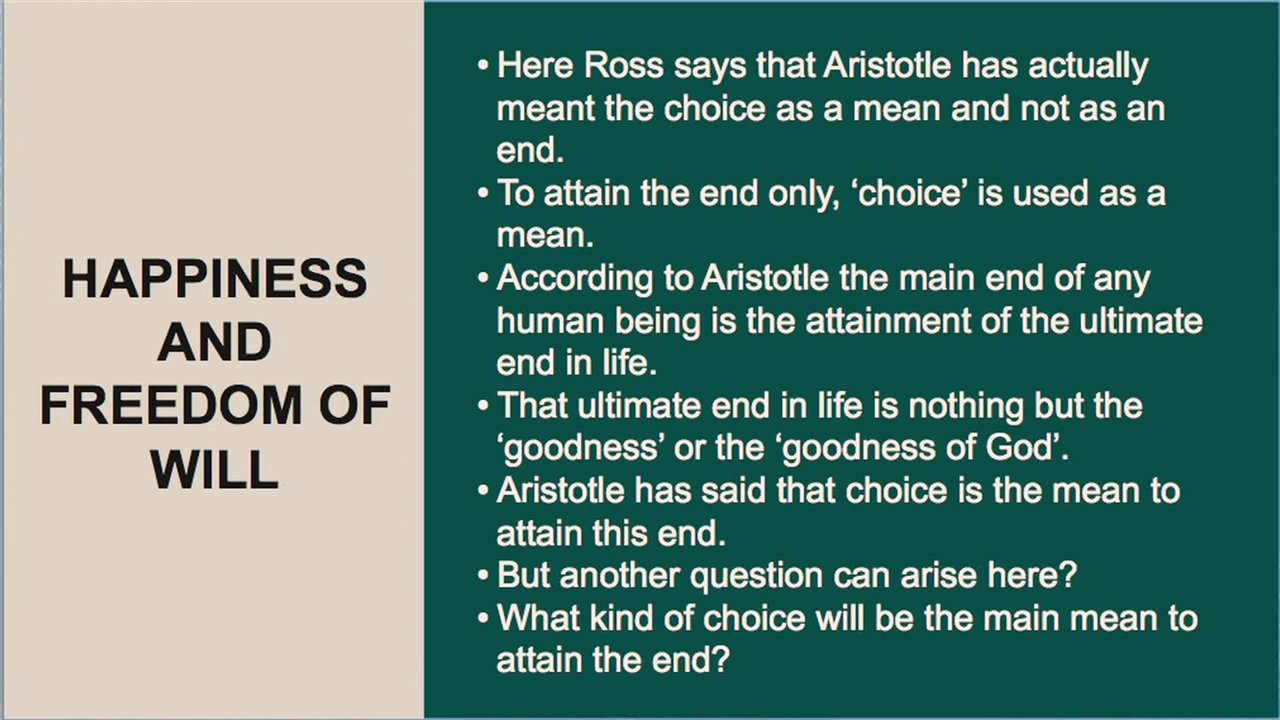 HAPPINESS
AND
FREEDOM OF
WILL
• Here Ross says that Aristotle has actually
meant the choice as a mean and not as an
end.
• To attain the end only, ‘choice’ is used as a
mean.
• According to Aristotle the main end of any
human being is the attainment of the ultimate
end in life.
• That ultimate end in life is nothing but the
‘goodness’ or the ‘goodness of God’.
• Aristotle has said that choice is the mean to
attain this end.
• But another question can arise here?
• What kind of choice will be the main mean to
attain the end?